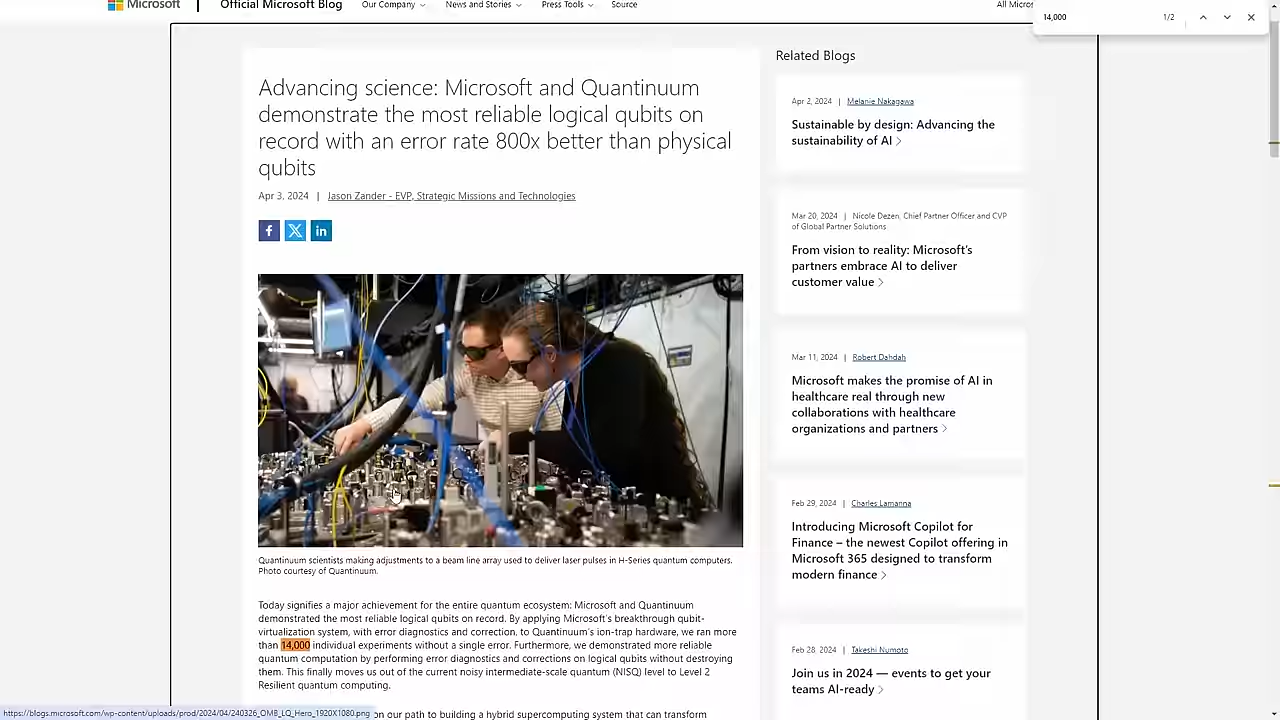 Microsoft | Official Microsoft Blog Our Company News and Stories Press Tools Source All Micros
14,000 1/2
Advancing science: Microsoft and Quantinuum
demonstrate the most reliable logical qubits on
record with an error rate 800x better than physical
qubits
Apr 3, 2024 | Jason Zander - EVP, Strategic Missions and Technologies
Quantinuum scientists making adjustments to a beam line array used to deliver laser pulses in H-Series quantum computers.
Photo courtesy of Quantinuum.
Today signifies a major achievement for the entire quantum ecosystem: Microsoft and Quantinuum
demonstrated the most reliable logical qubits on record. By applying Microsoft's breakthrough qubit-
virtualization system, with error diagnostics and correction, to Quantinuum's ion-trap hardware, we ran more
than 14,000 individual experiments without a single error. Furthermore, we demonstrated more reliable
quantum computation by performing error diagnostics and corrections on logical qubits without destroying
them. This finally moves us out of the current noisy intermediate-scale quantum (NISQ) level to Level 2
Resilient quantum computing.
on our path to building a hybrid supercomputing system that can transform
Related Blogs
Apr 2, 2024 | Melanie Nakagawa
Sustainable by design: Advancing the
sustainability of AI
Mar 20, 2024 | Nicole Dezen, Chief Partner Officer and CVP
of Global Partner Solutions
From vision to reality: Microsoft's
partners embrace AI to deliver
customer value
Mar 11, 2024 | Robert Dahdah
Microsoft makes the promise of AI in
healthcare real through new
collaborations with healthcare
organizations and partners
Feb 29, 2024 | Charles Lamanna
Introducing Microsoft Copilot for
Finance – the newest Copilot offering in
Microsoft 365 designed to transform
modern finance
Feb 28, 2024 | Takeshi Numoto
Join us in 2024 — events to get your
teams AI-ready
https://blogs.microsoft.com/wp-content/uploads/prod/2024/04/240326_OMB_LQ_Hero_1920X1080.png